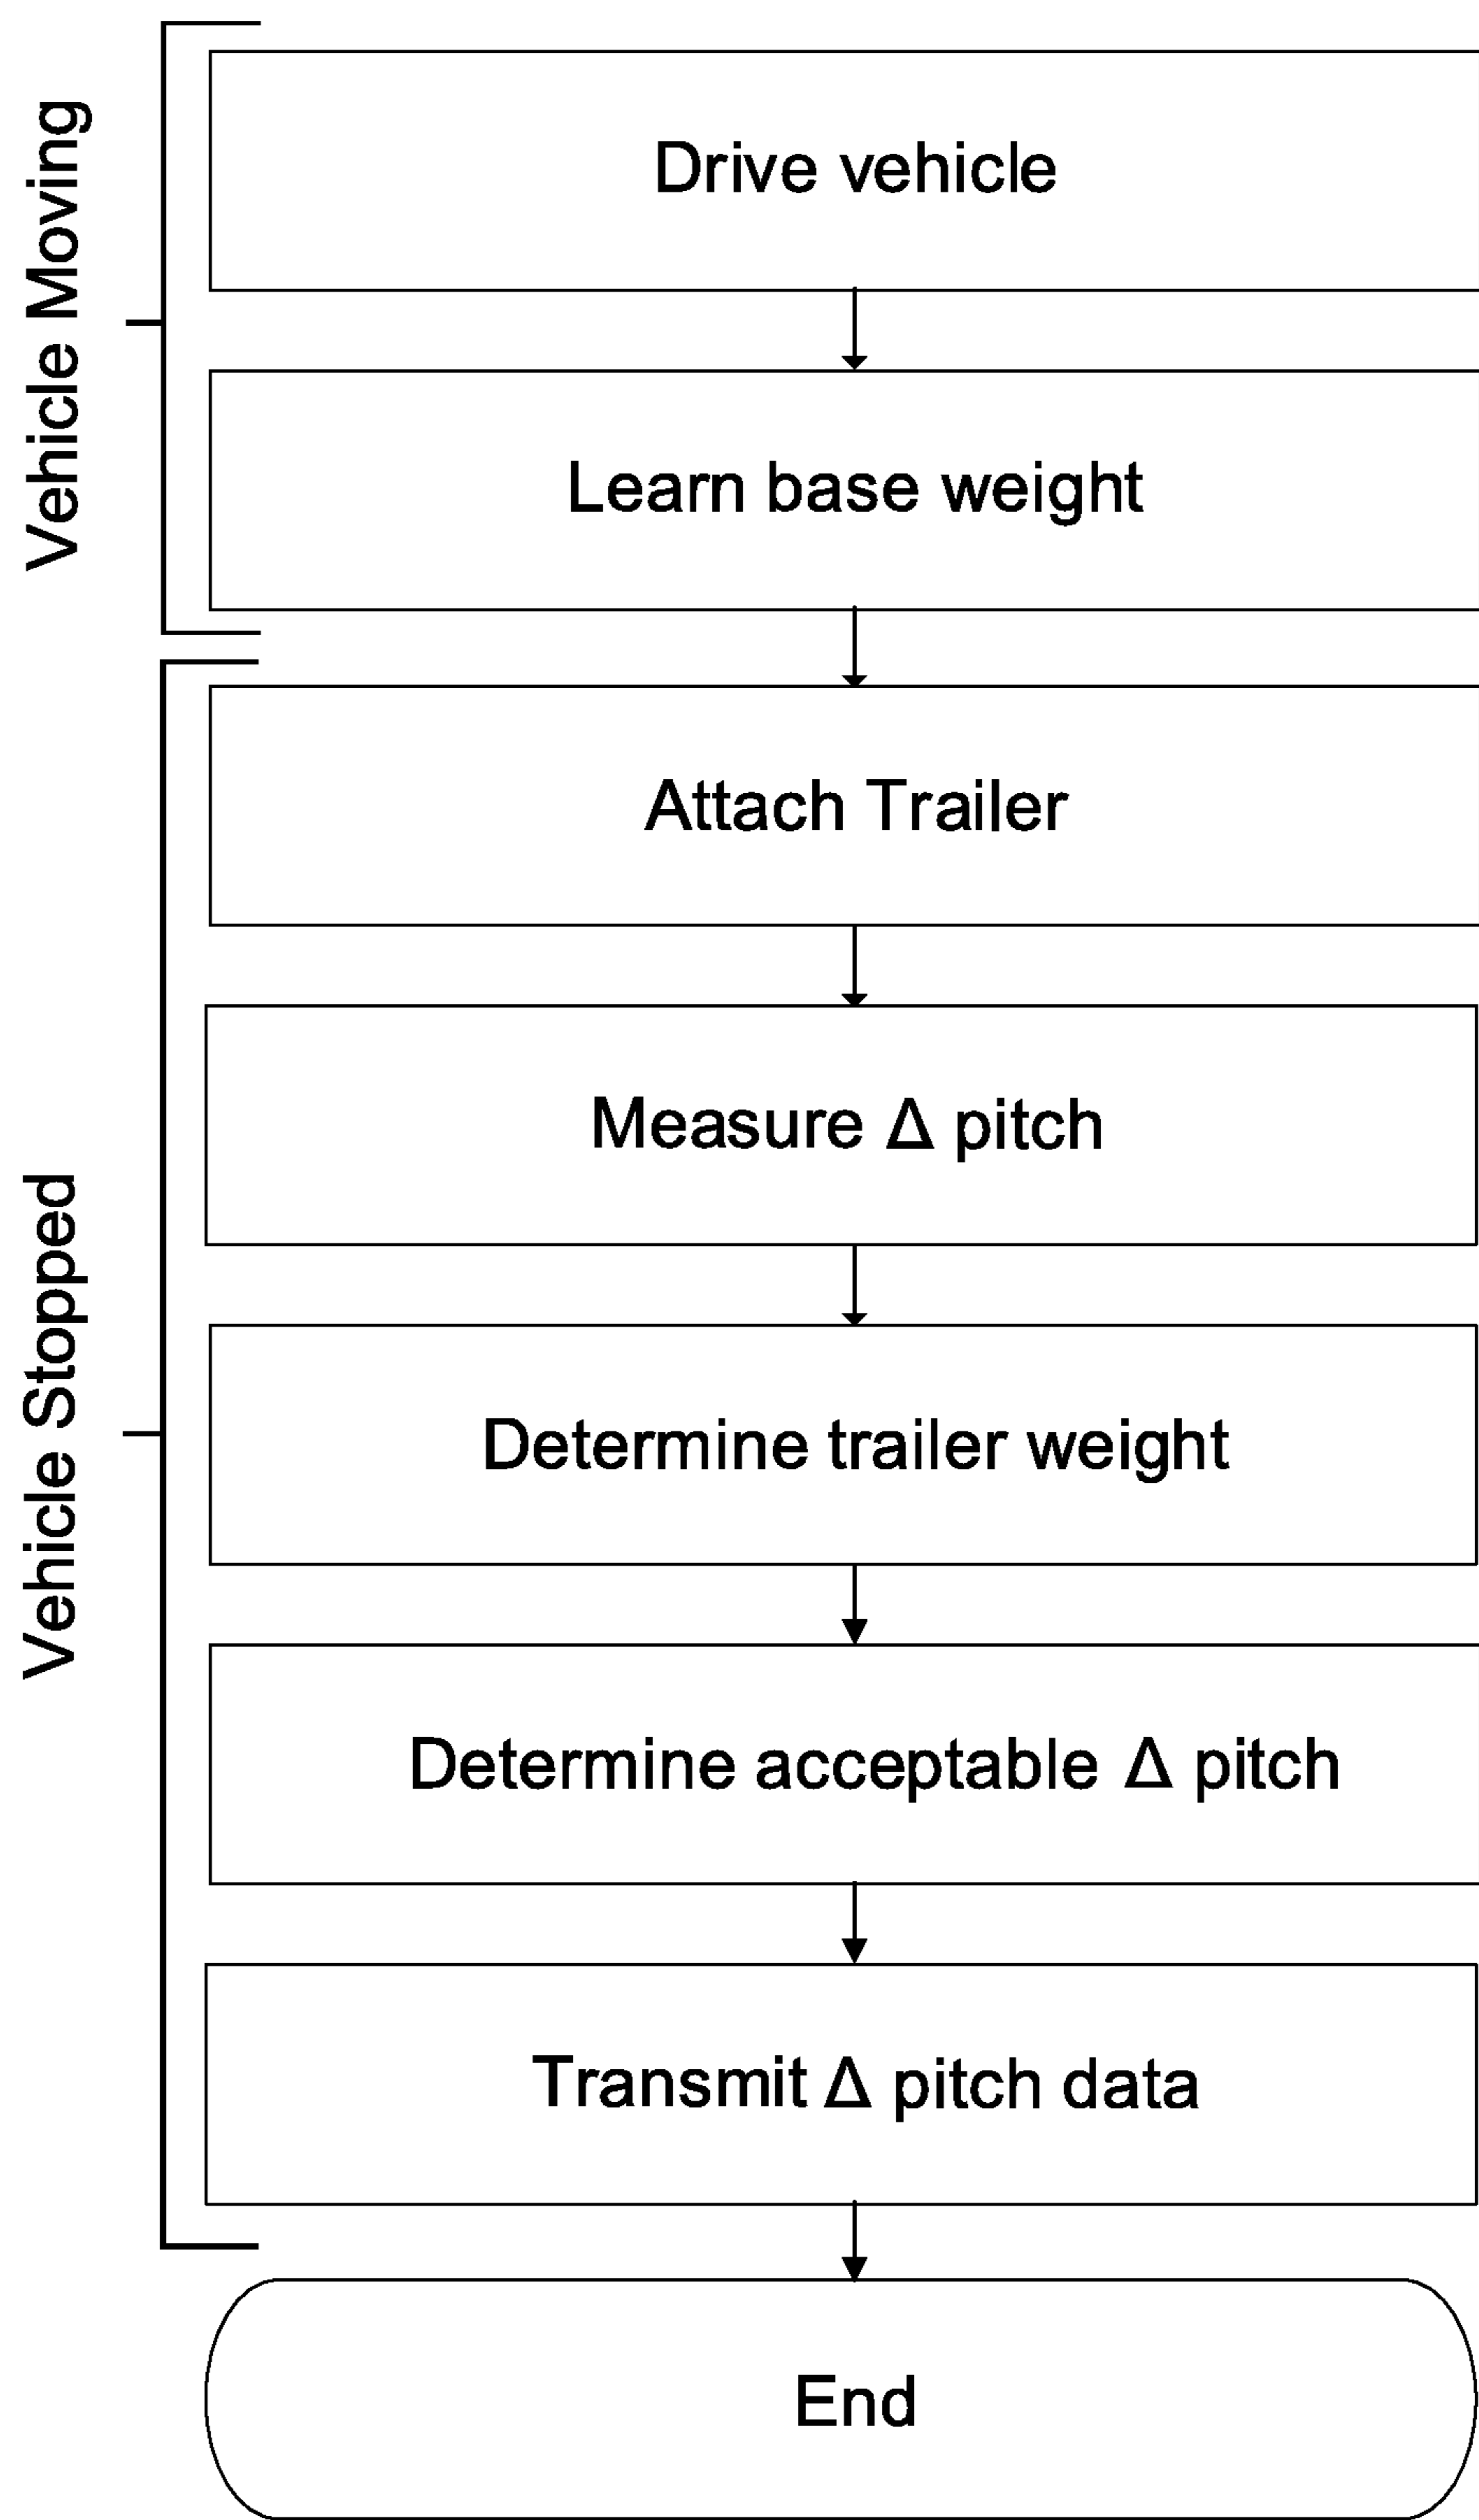 Vehicle Moving
Drive vehicle
Learn base weight
Vehicle Stopped
Attach Trailer
Measure Δ pitch
Determine trailer weight
Determine acceptable Δ pitch
Transmit Δ pitch data
End